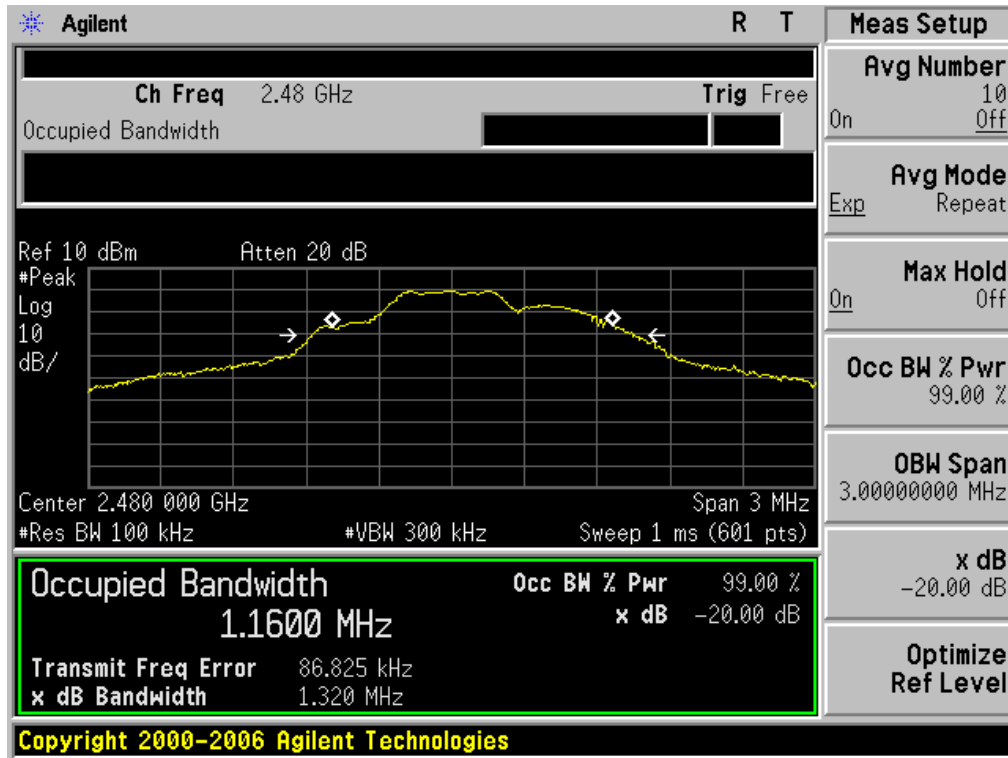 Agilent R T
Ch Freq 2.48 GHz Trig Free
Occupied Bandwidth
Ref 10 dBm Atten 20 dB
#Peak
Log
10
dB/
Center 2.480 000 GHz Span 3 MHz
#Res BW 100 kHz #VBW 300 kHz Sweep 1 ms (601 pts)
Occupied Bandwidth
1.1600 MHz
Occ BW % Pwr 99.00 %
x dB -20.00 dB
Transmit Freq Error 86.825 kHz
x dB Bandwidth 1.320 MHz
Copyright 2000-2006 Agilent Technologies
Meas Setup
Avg Number
10
On Off
Avg Mode
Exp Repeat
Max Hold
On Off
Occ BW % Pwr
99.00 %
OBW Span
3.00000000 MHz
x dB
-20.00 dB
Optimize
Ref Level